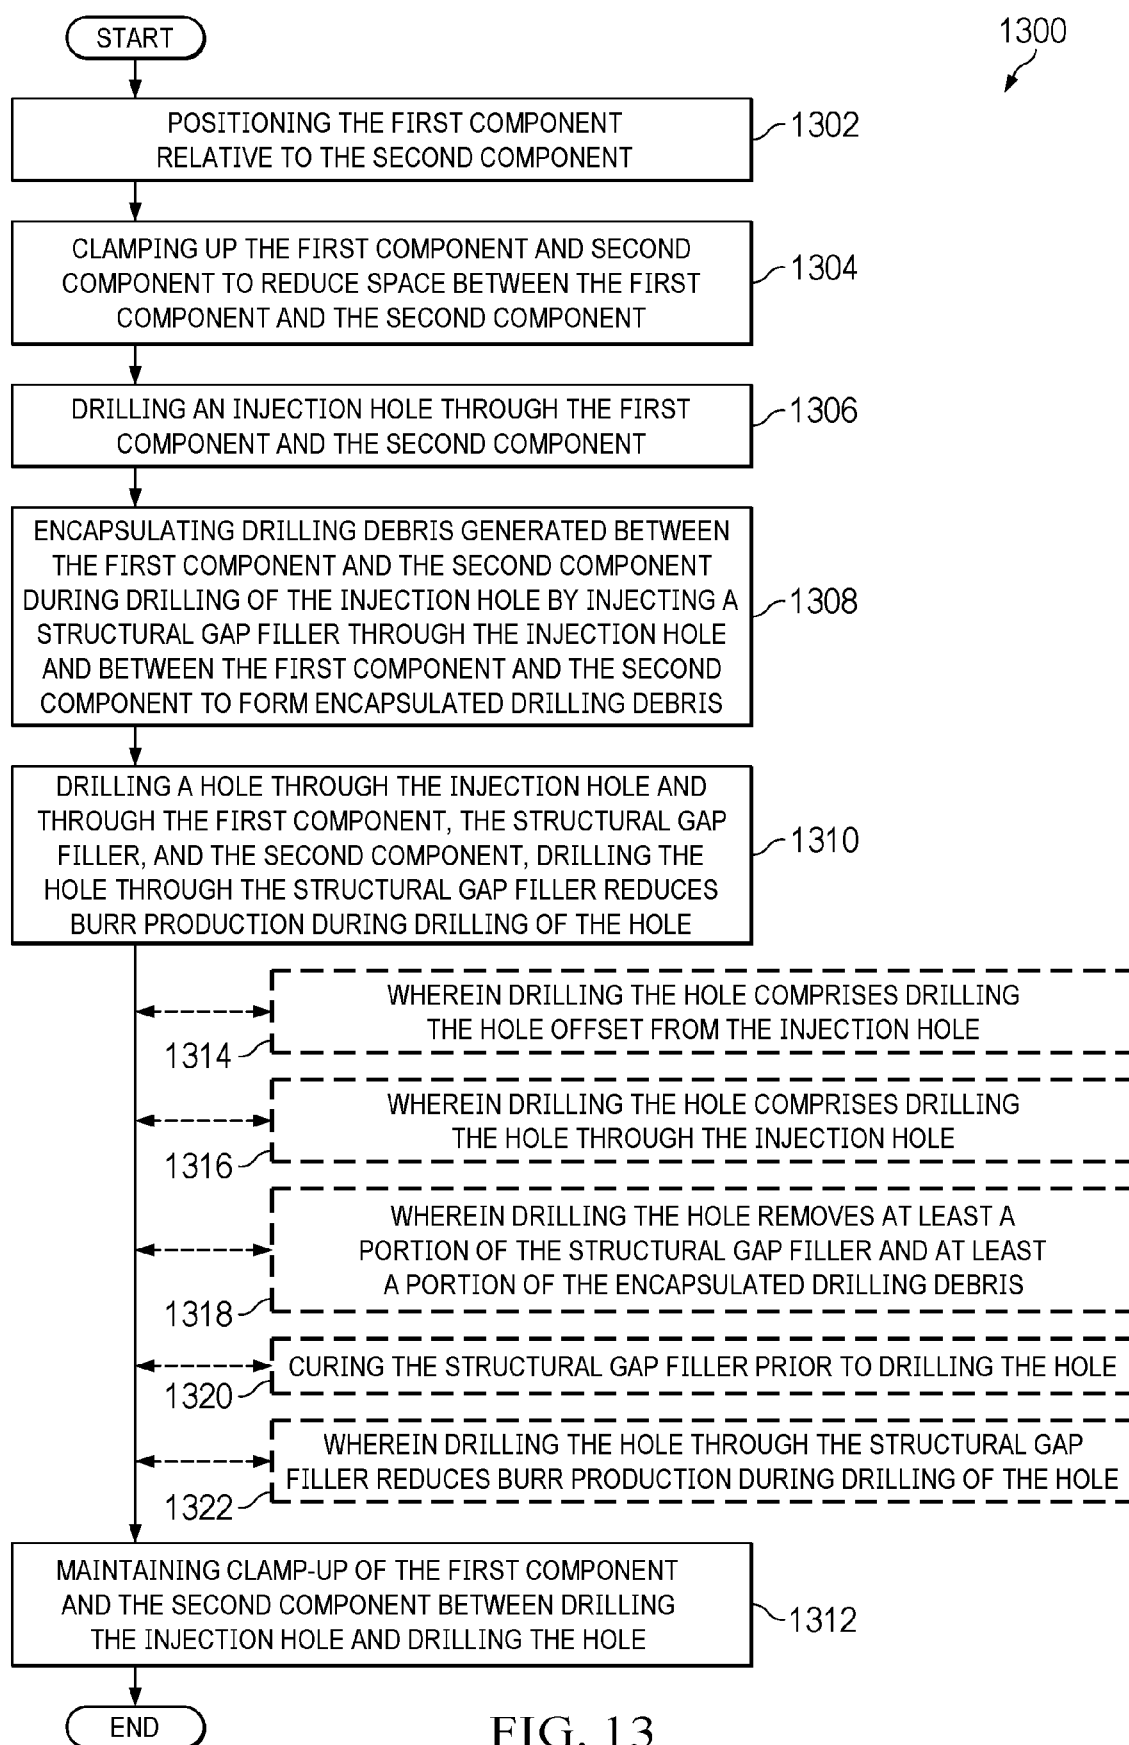 START
1300
POSITIONING THE FIRST COMPONENT
RELATIVE TO THE SECOND COMPONENT
1302
CLAMPING UP THE FIRST COMPONENT AND SECOND
COMPONENT TO REDUCE SPACE BETWEEN THE FIRST
COMPONENT AND THE SECOND COMPONENT
1304
DRILLING AN INJECTION HOLE THROUGH THE FIRST
COMPONENT AND THE SECOND COMPONENT
1306
ENCAPSULATING DRILLING DEBRIS GENERATED BETWEEN
THE FIRST COMPONENT AND THE SECOND COMPONENT
DURING DRILLING OF THE INJECTION HOLE BY INJECTING A
STRUCTURAL GAP FILLER THROUGH THE INJECTION HOLE
AND BETWEEN THE FIRST COMPONENT AND THE SECOND
COMPONENT TO FORM ENCAPSULATED DRILLING DEBRIS
1308
DRILLING A HOLE THROUGH THE INJECTION HOLE AND
THROUGH THE FIRST COMPONENT, THE STRUCTURAL GAP
FILLER, AND THE SECOND COMPONENT, DRILLING THE
HOLE THROUGH THE STRUCTURAL GAP FILLER REDUCES
BURR PRODUCTION DURING DRILLING OF THE HOLE
1310
WHEREIN DRILLING THE HOLE COMPRISES DRILLING
THE HOLE OFFSET FROM THE INJECTION HOLE
1314
WHEREIN DRILLING THE HOLE COMPRISES DRILLING
THE HOLE THROUGH THE INJECTION HOLE
1316
WHEREIN DRILLING THE HOLE REMOVES AT LEAST A
PORTION OF THE STRUCTURAL GAP FILLER AND AT LEAST
A PORTION OF THE ENCAPSULATED DRILLING DEBRIS
1318
CURING THE STRUCTURAL GAP FILLER PRIOR TO DRILLING THE HOLE
1320
WHEREIN DRILLING THE HOLE THROUGH THE STRUCTURAL GAP
FILLER REDUCES BURR PRODUCTION DURING DRILLING OF THE HOLE
1322
MAINTAINING CLAMP-UP OF THE FIRST COMPONENT
AND THE SECOND COMPONENT BETWEEN DRILLING
THE INJECTION HOLE AND DRILLING THE HOLE
1312
END
FIG. 13